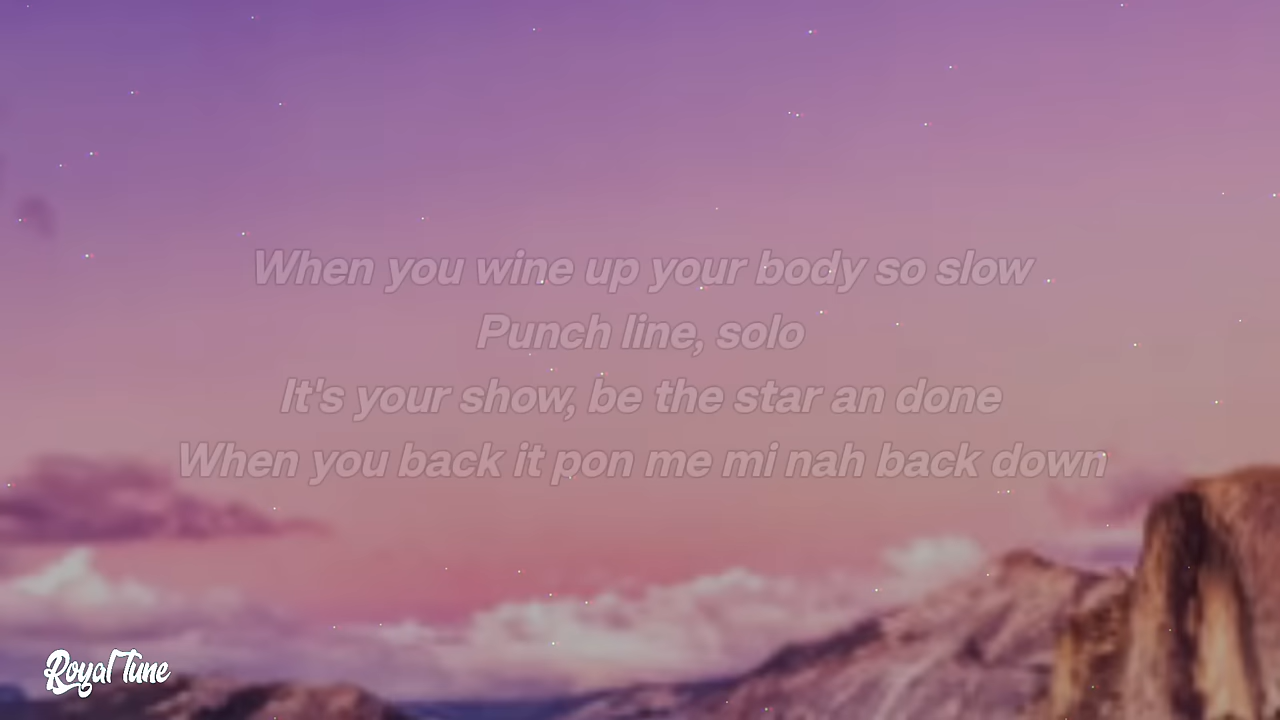 When you wine up your body so slow
Punch line, solo
It's your show, be the star an done
When you back it pon me mi nah back down
Royal Tune